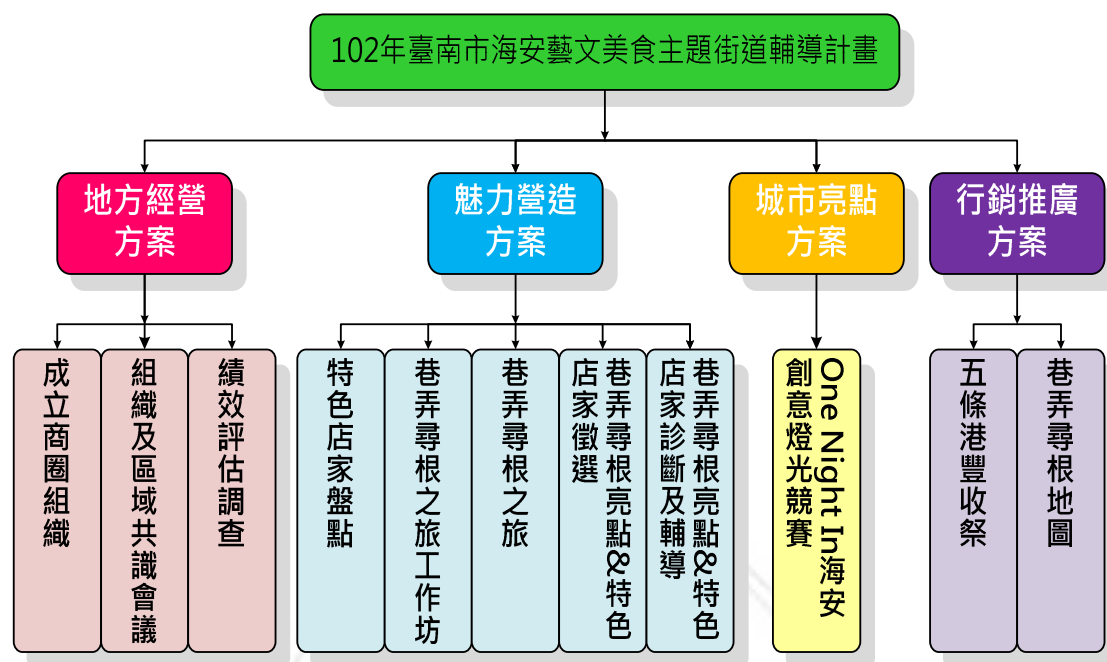 102年臺南市海安藝文美食主題街道輔導計畫
地方經營
方案
魅力營造
方案
城市亮點
方案
行銷推廣
方案
成立商圈組織
組織及區域共識會議
績效評估調查
特色店家盤點
巷弄尋根之旅工作坊
巷弄尋根之旅
巷弄尋根亮點&特色
店家徵選
巷弄尋根亮點&特色
店家診斷及輔導
One Night In海安
創意燈光競賽
五條港豐收祭
巷弄尋根地圖